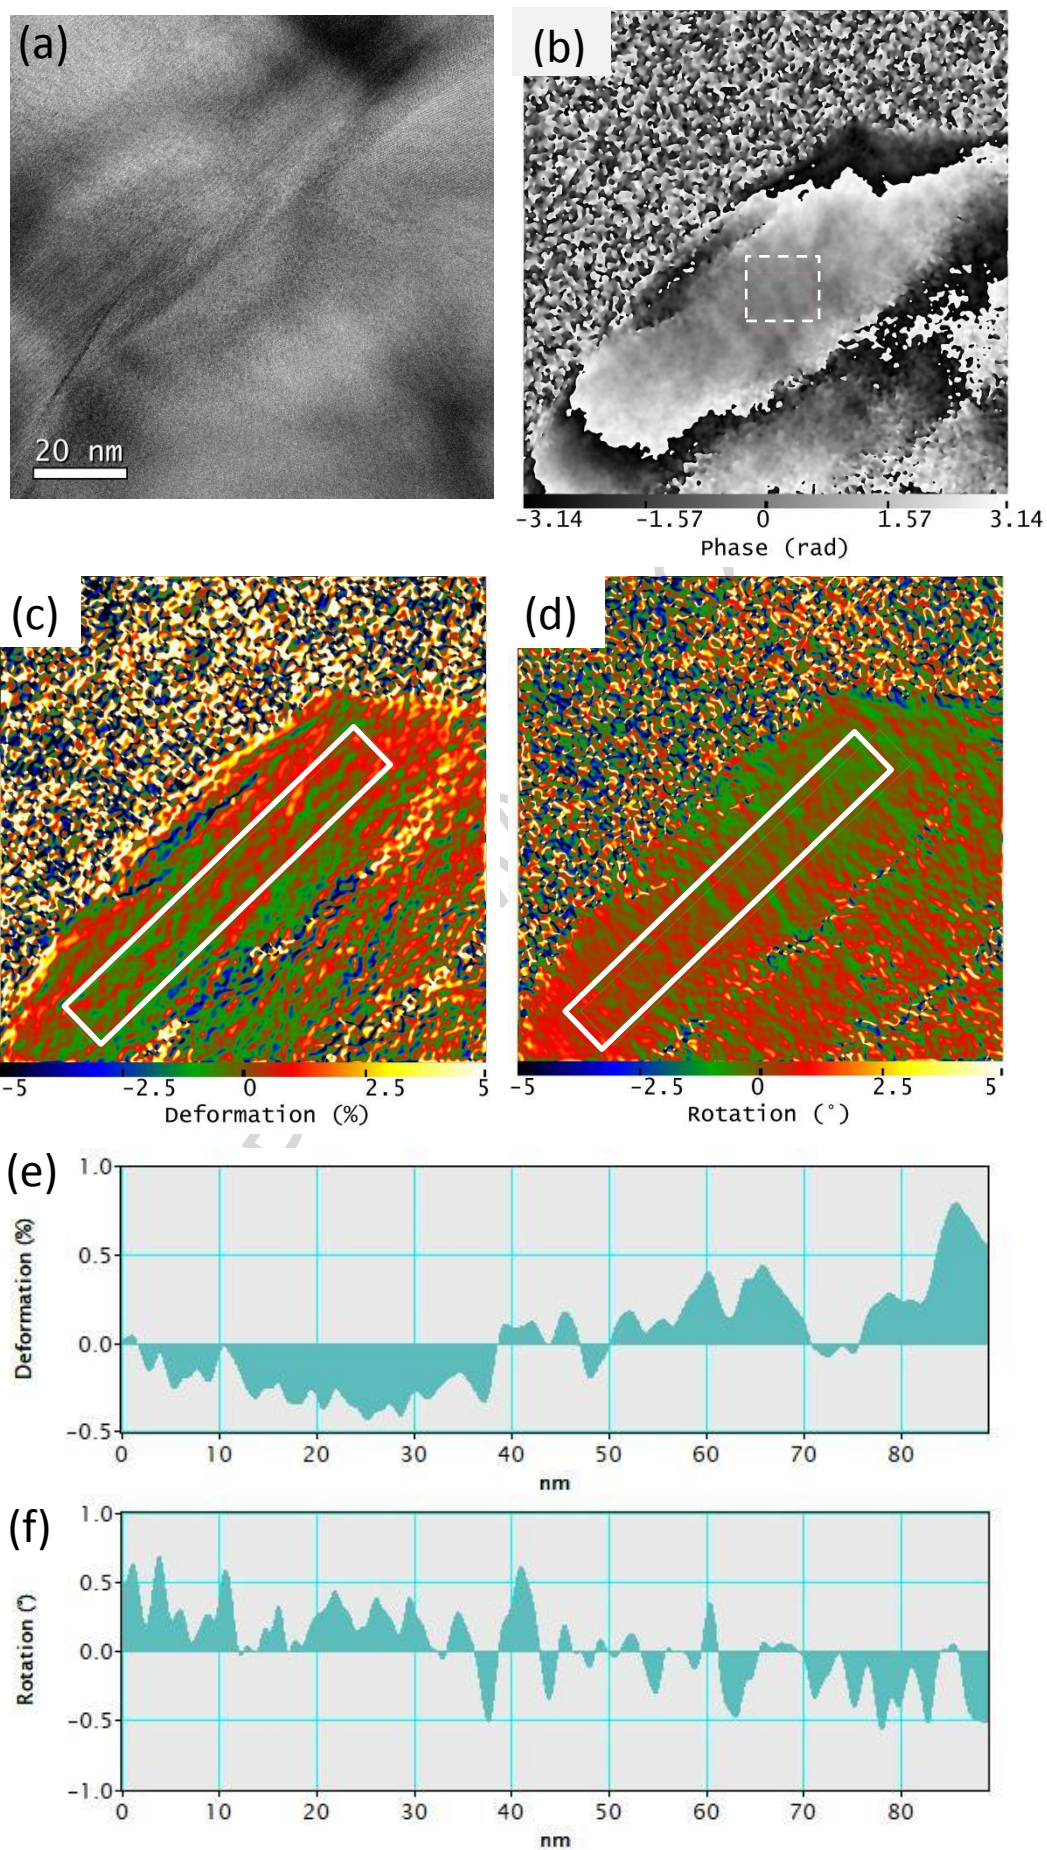 (a)
20 nm
(b)
-3.14 -1.57 0 1.57 3.14
Phase (rad)
(c)
-5 -2.5 0 2.5 5
Deformation (%)
(d)
-5 -2.5 0 2.5 5
Rotation (°)
(e)
Deformation (%)
1.0
0.5
0.0
-0.5
0 10 20 30 40 50 60 70 80
nm
(f)
Rotation (°)
1.0
0.5
0.0
-0.5
-1.0
0 10 20 30 40 50 60 70 80
nm